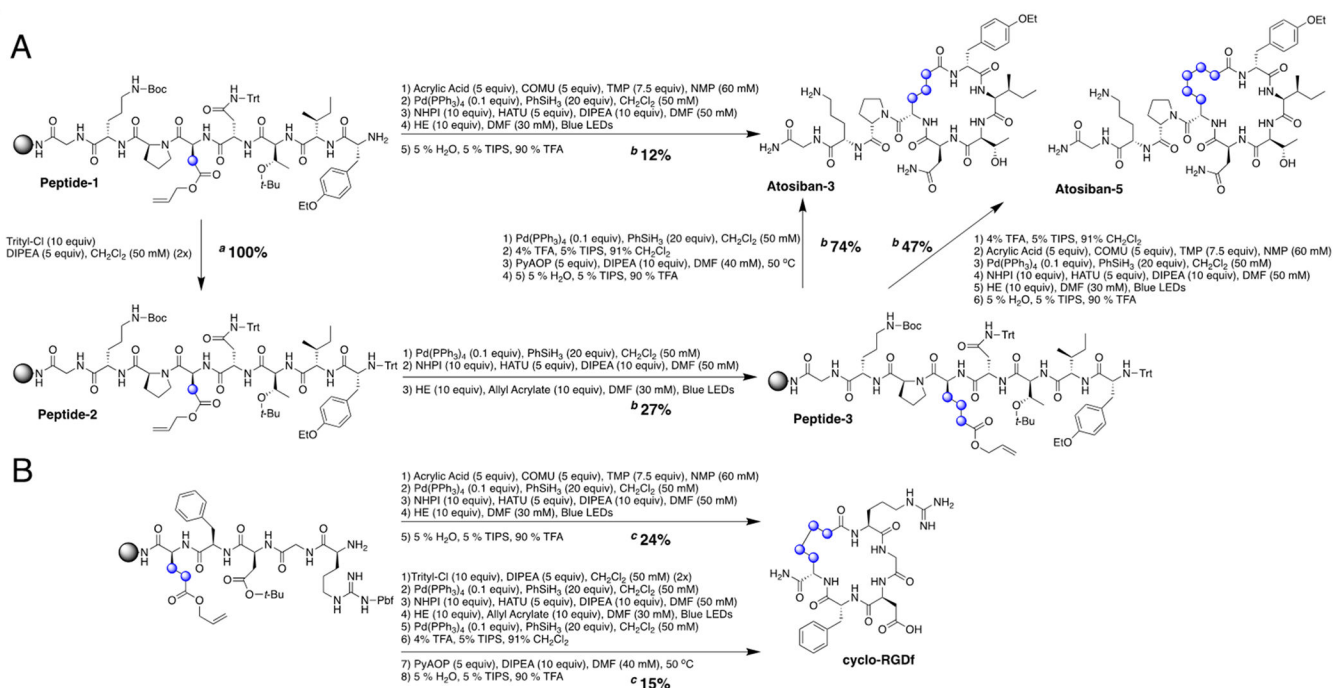 A
1) Acrylic Acid (5 equiv), COMU (5 equiv), TMP (7.5 equiv), NMP (60 mM)
2) Pd(PPh3)4 (0.1 equiv), PhSiH3 (20 equiv), CH2Cl2 (50 mM)
3) NHPI (10 equiv), HATU (5 equiv), DIPEA (10 equiv), DMF (50 mM)
4) HE (10 equiv), DMF (30 mM), Blue LEDs
5) 5 % H2O, 5 % TIPS, 90 % TFA
b 12%
Peptide-1
Atosiban-3
Atosiban-5
Trityl-Cl (10 equiv)
DIPEA (5 equiv), CH2Cl2 (50 mM) (2x)
a 100%
1) Pd(PPh3)4 (0.1 equiv), PhSiH3 (20 equiv), CH2Cl2 (50 mM)
2) 4% TFA, 5% TIPS, 91% CH2Cl2
3) PyAOP (5 equiv), DIPEA (10 equiv), DMF (40 mM), 50 ºC
4) 5) 5 % H2O, 5 % TIPS, 90 % TFA
b 74%
b 47%
1) 4% TFA, 5% TIPS, 91% CH2Cl2
2) Acrylic Acid (5 equiv), COMU (5 equiv), TMP (7.5 equiv), NMP (60 mM)
3) Pd(PPh3)4 (0.1 equiv), PhSiH3 (20 equiv), CH2Cl2 (50 mM)
4) NHPI (10 equiv), HATU (5 equiv), DIPEA (10 equiv), DMF (50 mM)
5) HE (10 equiv), DMF (30 mM), Blue LEDs
6) 5 % H2O, 5 % TIPS, 90 % TFA
1) Pd(PPh3)4 (0.1 equiv), PhSiH3 (20 equiv), CH2Cl2 (50 mM)
2) NHPI (10 equiv), HATU (5 equiv), DIPEA (10 equiv), DMF (50 mM)
3) HE (10 equiv), Allyl Acrylate (10 equiv), DMF (30 mM), Blue LEDs
b 27%
Peptide-2
Peptide-3
B
1) Acrylic Acid (5 equiv), COMU (5 equiv), TMP (7.5 equiv), NMP (60 mM)
2) Pd(PPh3)4 (0.1 equiv), PhSiH3 (20 equiv), CH2Cl2 (50 mM)
3) NHPI (10 equiv), HATU (5 equiv), DIPEA (10 equiv), DMF (50 mM)
4) HE (10 equiv), DMF (30 mM), Blue LEDs
5) 5 % H2O, 5 % TIPS, 90 % TFA
c 24%
1)Trityl-Cl (10 equiv), DIPEA (5 equiv), CH2Cl2 (50 mM) (2x)
2) Pd(PPh3)4 (0.1 equiv), PhSiH3 (20 equiv), CH2Cl2 (50 mM)
3) NHPI (10 equiv), HATU (5 equiv), DIPEA (10 equiv), DMF (50 mM)
4) HE (10 equiv), Allyl Acrylate (10 equiv), DMF (30 mM), Blue LEDs
5) Pd(PPh3)4 (0.1 equiv), PhSiH3 (20 equiv), CH2Cl2 (50 mM)
6) 4% TFA, 5% TIPS, 91% CH2Cl2
7) PyAOP (5 equiv), DIPEA (10 equiv), DMF (40 mM), 50 ºC
8) 5 % H2O, 5 % TIPS, 90 % TFA
c 15%
cyclo-RGDf